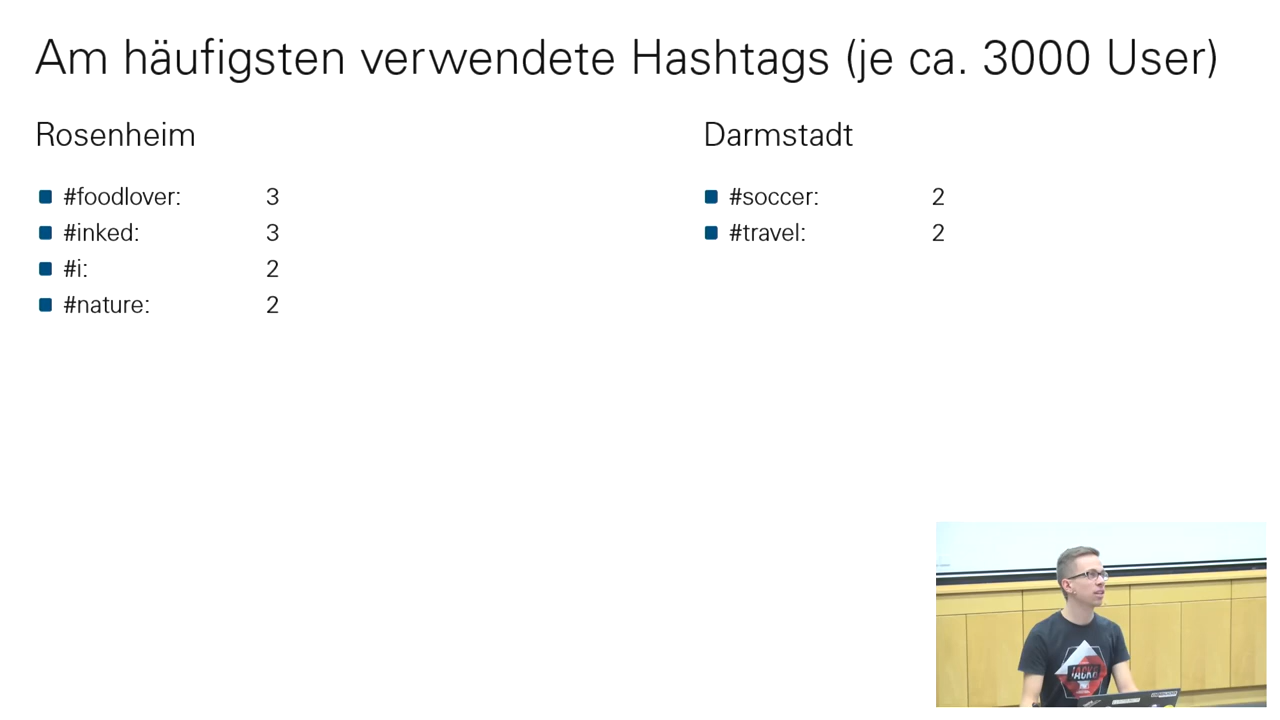 Am häufigsten verwendete Hashtags (je ca. 3000 User)
Rosenheim
#foodlover: 3
#inked: 3
#i: 2
#nature: 2
Darmstadt
#soccer: 2
#travel: 2